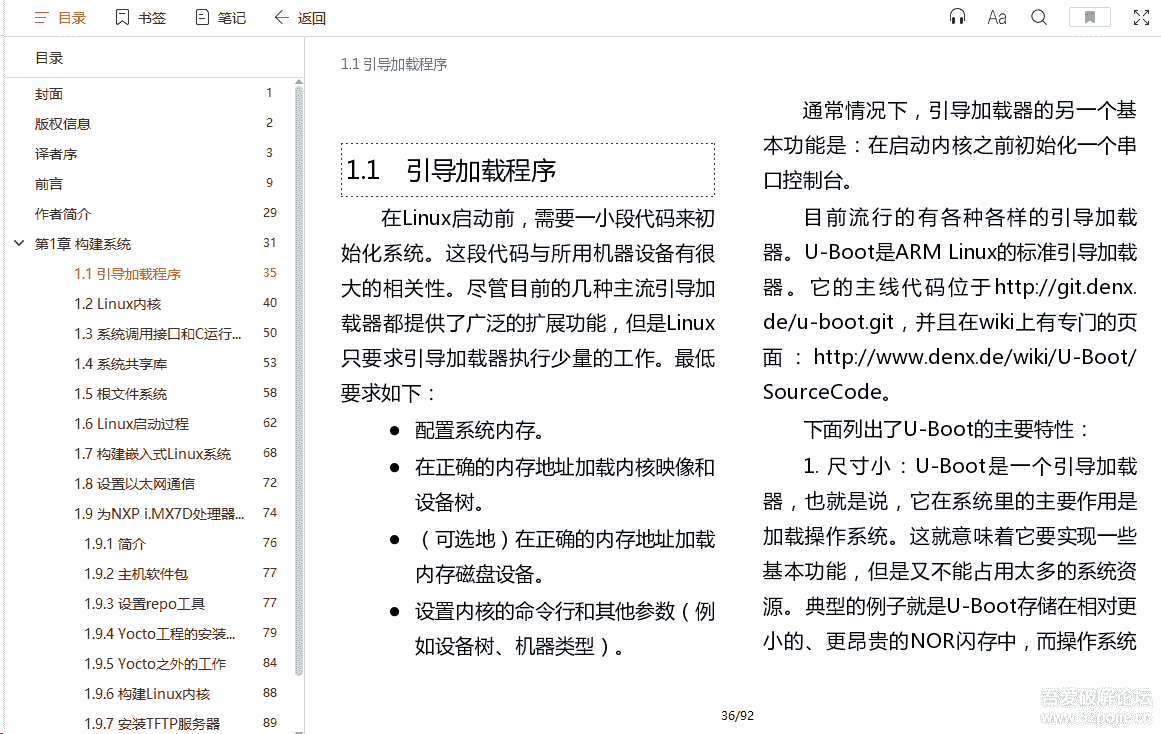 目录
书签
笔记
返回
Aa
目录
封面 1
版权信息 2
译者序 3
前言 9
作者简介 29
第1章 构建系统 31
1.1 引导加载程序 35
1.2 Linux内核 40
1.3 系统调用接口和C运行... 50
1.4 系统共享库 53
1.5 根文件系统 58
1.6 Linux启动过程 62
1.7 构建嵌入式Linux系统 68
1.8 设置以太网通信 72
1.9 为NXP i.MX7D处理器... 74
1.9.1 简介 76
1.9.2 主机软件包 77
1.9.3 设置repo工具 77
1.9.4 Yocto工程的安装... 79
1.9.5 Yocto之外的工作 84
1.9.6 构建Linux内核 88
1.9.7 安装TFTP服务器 89
1.1 引导加载程序
1.1 引导加载程序
在Linux启动前，需要一小段代码来初
始化系统。这段代码与所用机器设备有很
大的相关性。尽管目前的几种主流引导加
载器都提供了广泛的扩展功能，但是Linux
只要求引导加载器执行少量的工作。最低
要求如下：
● 配置系统内存。
● 在正确的内存地址加载内核映像和
设备树。
● （可选地）在正确的内存地址加载
内存磁盘设备。
● 设置内核的命令行和其他参数（例
如设备树、机器类型）。
通常情况下，引导加载器的另一个基
本功能是：在启动内核之前初始化一个串
口控制台。
目前流行的有各种各样的引导加载
器。U-Boot是ARM Linux的标准引导加载
器。它的主线代码位于http://git.denx.
de/u-boot.git，并且在wiki上有专门的页
面：http://www.denx.de/wiki/U-Boot/
SourceCode。
下面列出了U-Boot的主要特性：
1. 尺寸小：U-Boot是一个引导加载
器，也就是说，它在系统里的主要作用是
加载操作系统。这就意味着它要实现一些
基本功能，但是又不能占用太多的系统资
源。典型的例子就是U-Boot存储在相对更
小的、更昂贵的NOR闪存中，而操作系统
36/92
吾爱破解论坛
www.52pojie.cn